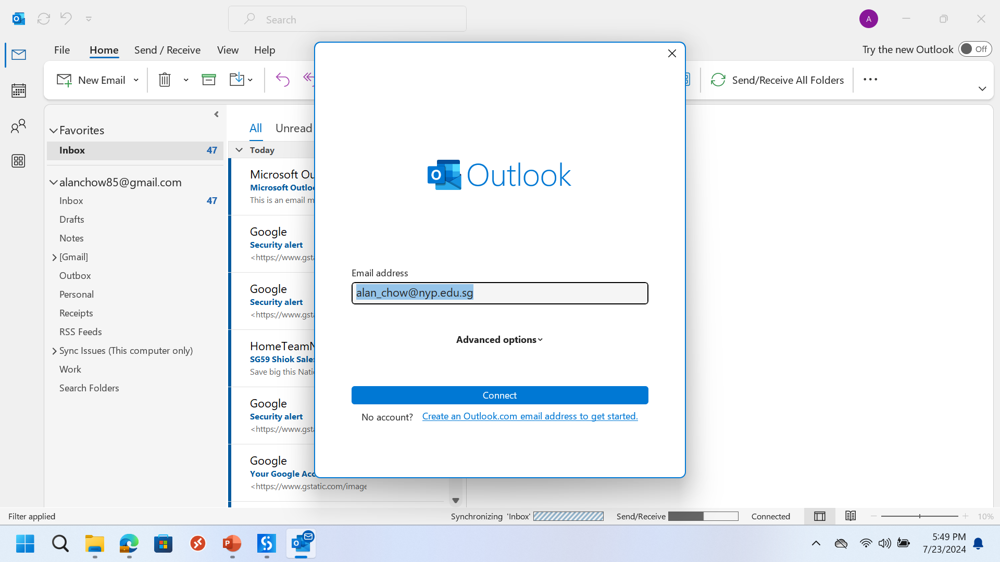 Search
A
File Home Send / Receive View Help
Try the new Outlook Off
New Email
Send/Receive All Folders
Favorites
Inbox 47
alanchow85@gmail.com
Inbox 47
Drafts
Notes
[Gmail]
Outbox
Personal
Receipts
RSS Feeds
Sync Issues (This computer only)
Work
Search Folders
All Unread
Today
Microsoft Ou
Microsoft Outloo
This is an email m
Google
Security alert
<https://www.gsta
Google
Security alert
<https://www.gsta
HomeTeamN
SG59 Shiok Sale:
Save big this Natio
Google
Security alert
<https://www.gsta
Google
Your Google Acc
<https://www.gstatic.com/image
Outlook
Email address
alan_chow@nyp.edu.sg
Advanced options
Connect
No account? Create an Outlook.com email address to get started.
Filter applied
Synchronizing 'Inbox'
Send/Receive
Connected
10%
5:49 PM
7/23/2024